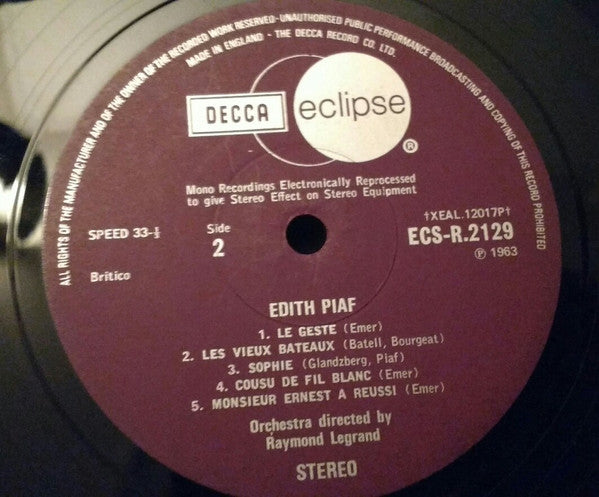 ALL RIGHTS OF THE MANUFACTURER AND OF THE OWNER OF THE RECORDED WORK RESERVED-UNAUTHORISED PUBLIC PERFORMANCE BROADCASTING AND COPYING OF THIS RECORD PROHIBITED
MADE IN ENGLAND - THE DECCA RECORD CO. LTD.
DECCA eclipse
®
Mono Recordings Electronically Reprocessed
to give Stereo Effect on Stereo Equipment
†XEAL.12017P†
SPEED 33-⅓ Side ECS-R.2129
2 ℗ 1963
Britico
EDITH PIAF
1. LE GESTE (Emer)
2. LES VIEUX BATEAUX (Batell, Bourgeat)
3. SOPHIE (Glandzberg, Piaf)
4. COUSU DE FIL BLANC (Emer)
5. MONSIEUR ERNEST A REUSSI (Emer)
Orchestra directed by
Raymond Legrand
STEREO